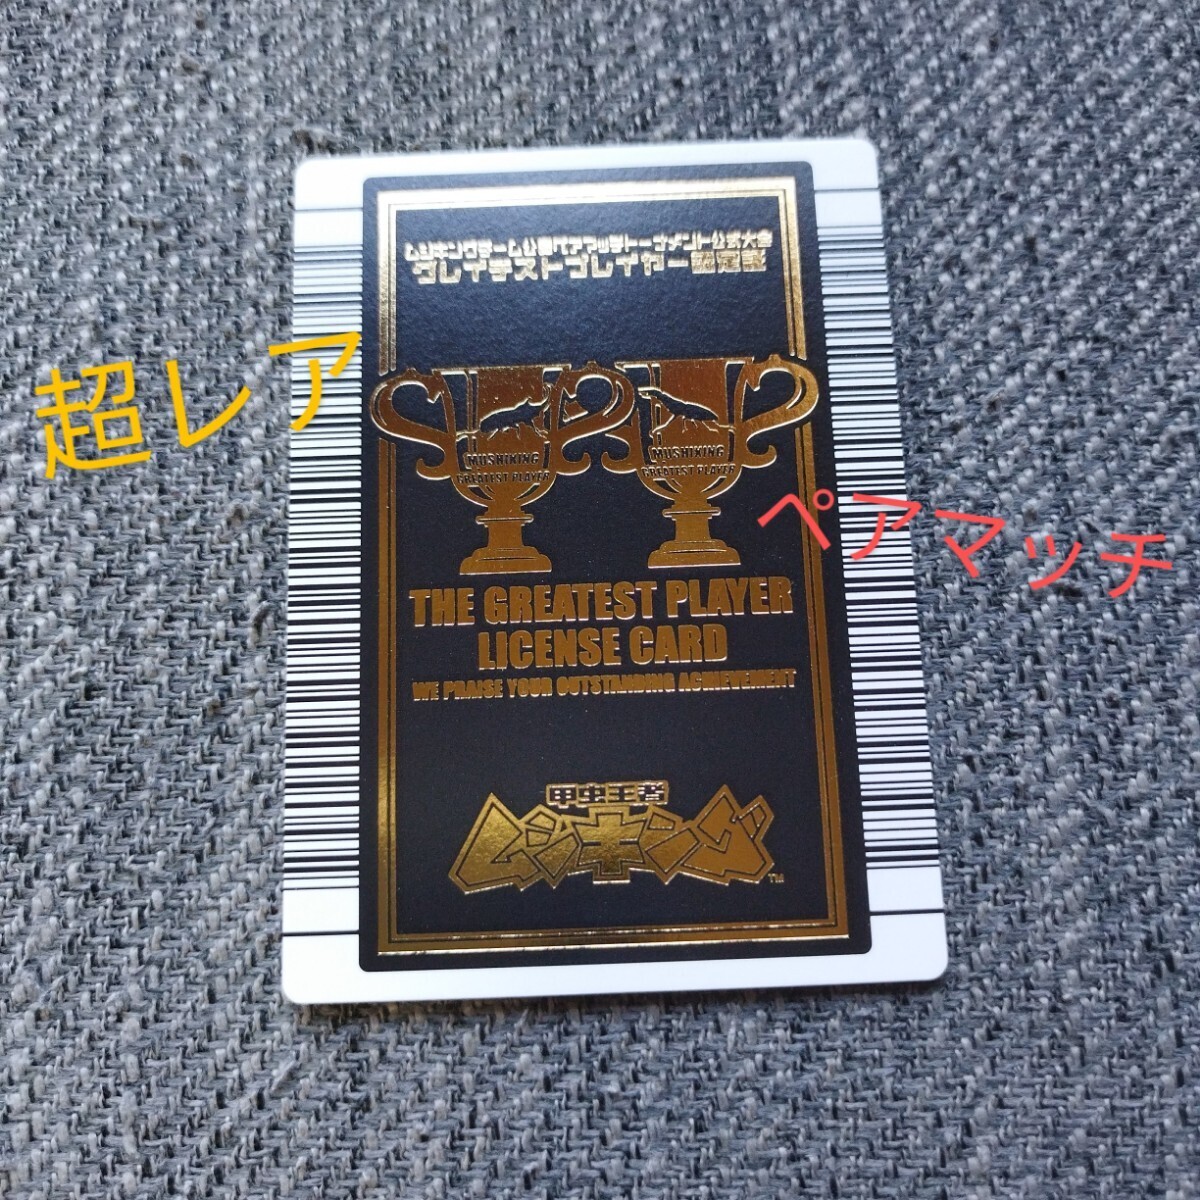 ムシキングチーム公認ペアマッチトーナメント公式大会
グレイテストプレイヤー認定証
超レア
MUSHIKING
GREATEST PLAYER
MUSHIKING
GREATEST PLAYER
ペアマッチ
THE GREATEST PLAYER
LICENSE CARD
WE PRAISE YOUR OUTSTANDING ACHIEVEMENT
甲虫王者
ムシキング
TM